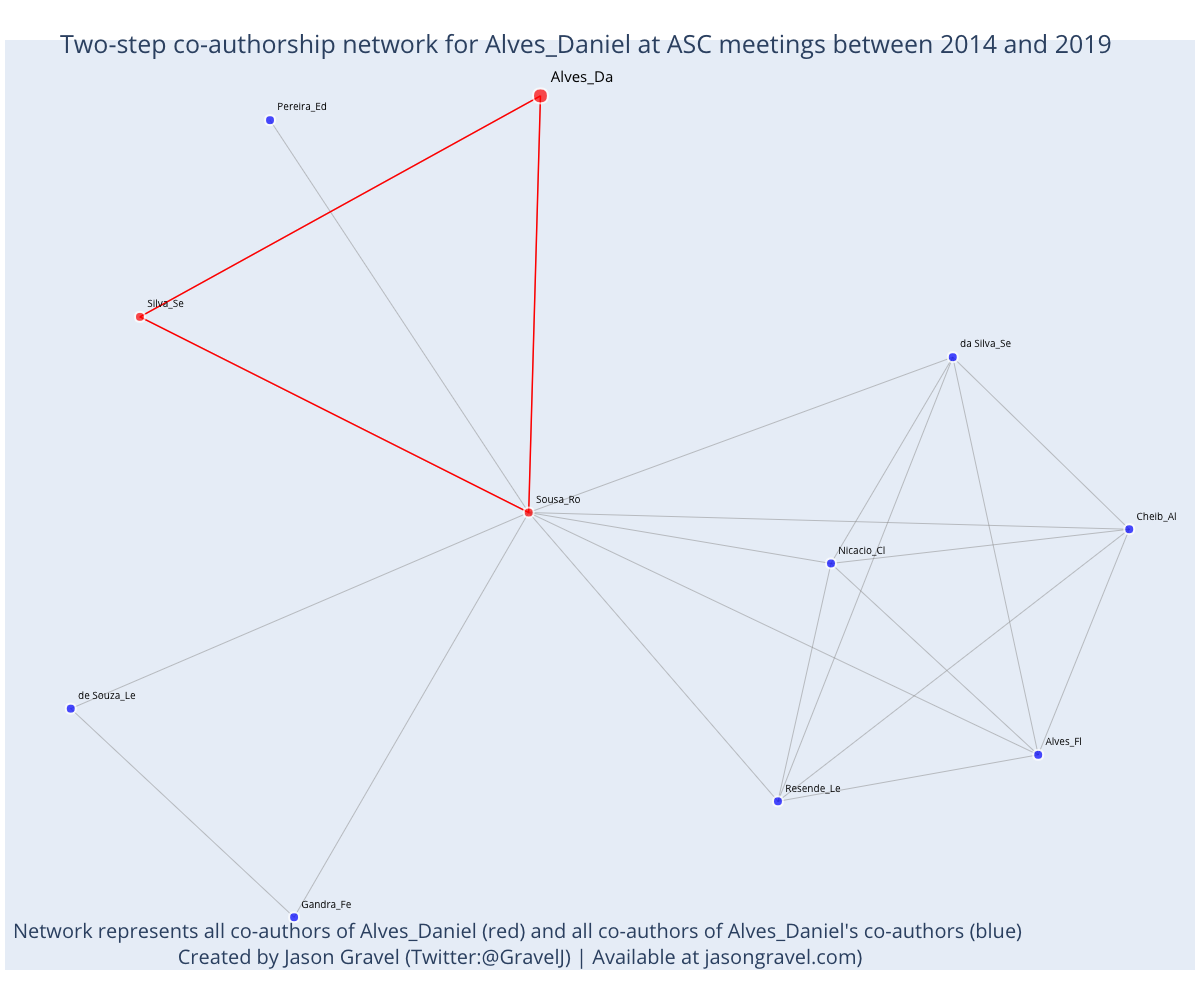 Two-step co-authorship network for Alves_Daniel at ASC meetings between 2014 and 2019
Alves_Da
Pereira_Ed
Silva_Se
da Silva_Se
Sousa_Ro
Cheib_Al
Nicacio_Cl
de Souza_Le
Alves_Fl
Resende_Le
Gandra_Fe
Network represents all co-authors of Alves_Daniel (red) and all co-authors of Alves_Daniel's co-authors (blue)
Created by Jason Gravel (Twitter:@GravelJ) | Available at jasongravel.com)